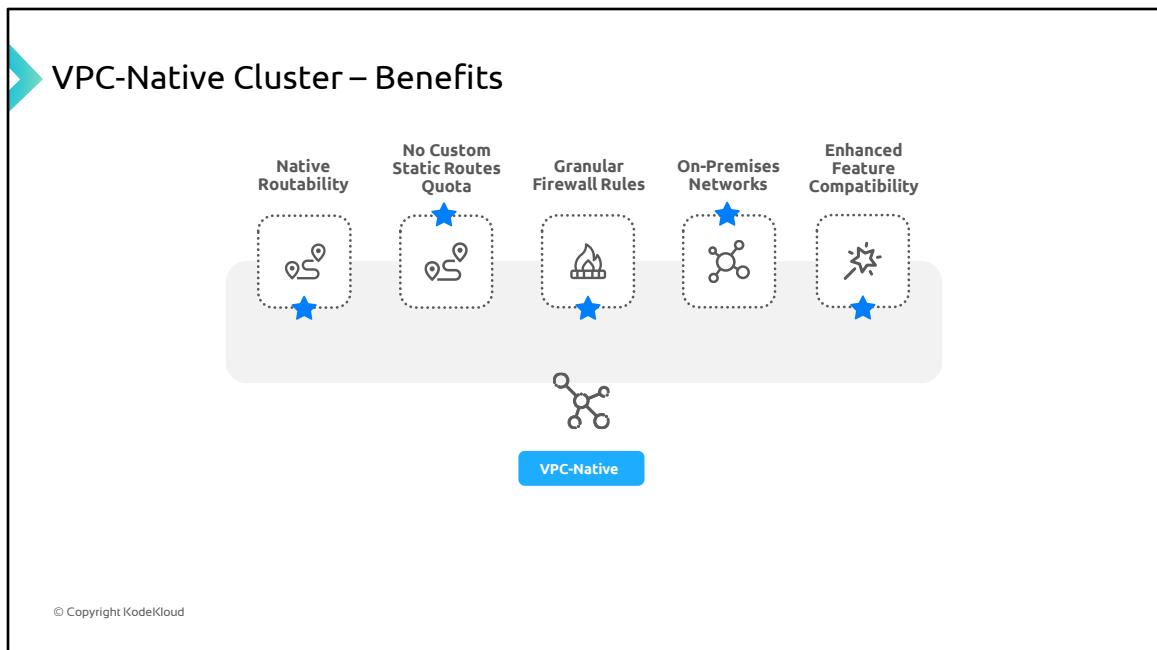 VPC-Native Cluster – Benefits
Native
Routability
No Custom
Static Routes
Quota
Granular
Firewall Rules
On-Premises
Networks
Enhanced
Feature
Compatibility
VPC-Native
© Copyright KodeKloud